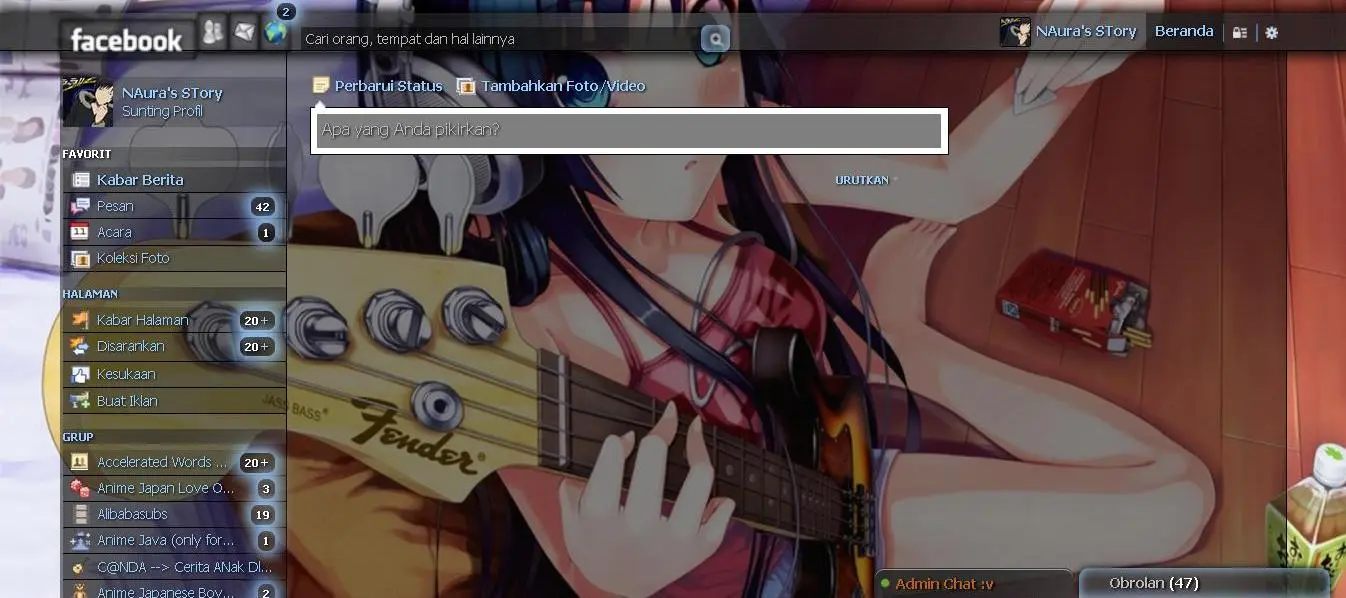 2
facebook
Cari orang, tempat dan hal lainnya
NAura's STory
Beranda
NAura's STory
Sunting Profil
Perbarui Status
Tambahkan Foto/Video
Apa yang Anda pikirkan?
URUTKAN
FAVORIT
Kabar Berita
Pesan 42
Acara 1
Koleksi Foto
HALAMAN
Kabar Halaman 20+
Disarankan 20+
Kesukaan
Buat Iklan
GRUP
Accelerated Words ... 20+
Anime Japan Love O... 3
Alibabasubs 19
Anime Java (only for... 1
C@NDA --> Cerita ANak DI...
Anime Japanese Boy... 2
JASS BASS®
Fender®
Admin Chat :v
Obrolan (47)